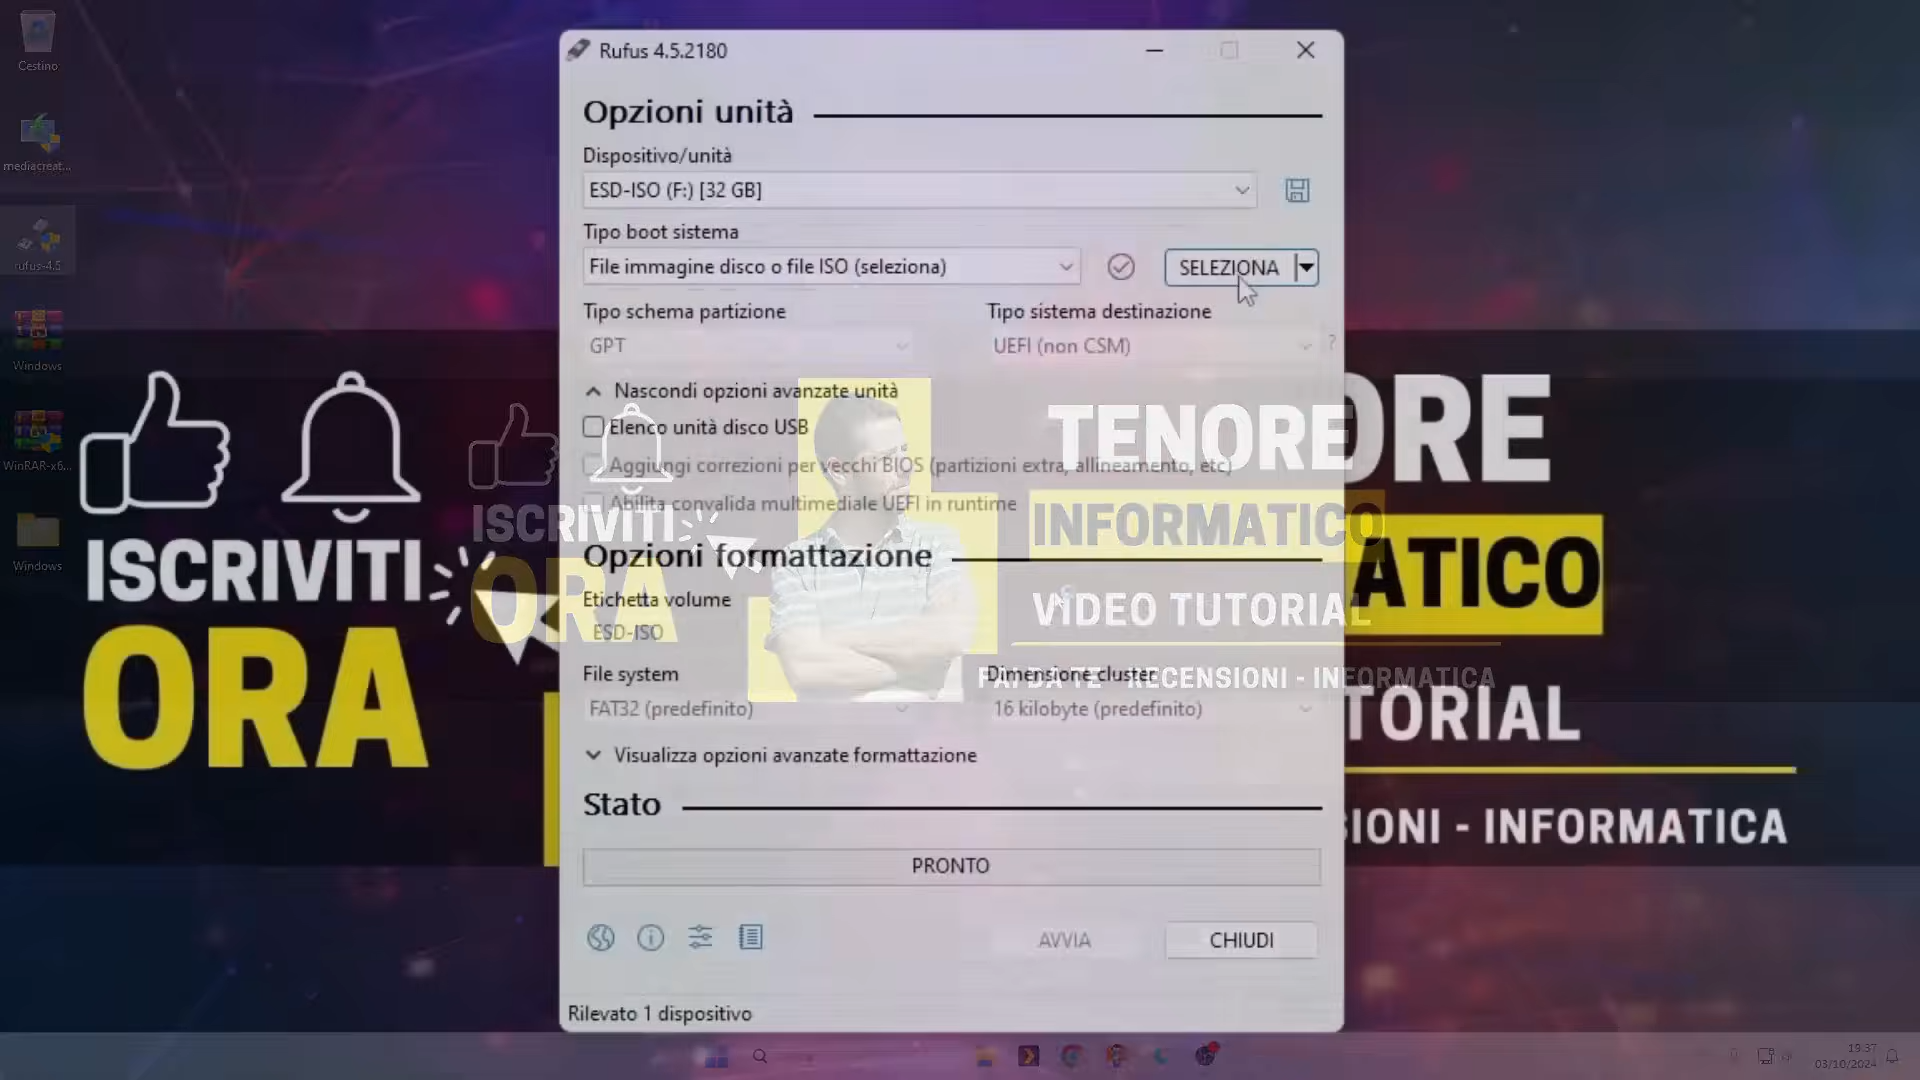 Cestino
mediacreat...
rufus-4.5
Windows
WinRAR-x6...
Windows
Rufus 4.5.2180
Opzioni unità
Dispositivo/unità
ESD-ISO (F:) [32 GB]
Tipo boot sistema
File immagine disco o file ISO (seleziona)
SELEZIONA
Tipo schema partizione
Tipo sistema destinazione
GPT
UEFI (non CSM)
?
Nascondi opzioni avanzate unità
Elenco unità disco USB
Aggiungi correzioni per vecchi BIOS (partizioni extra, allineamento, etc)
Abilita convalida multimediale UEFI in runtime
Opzioni formattazione
Etichetta volume
ESD-ISO
File system
Dimensione cluster
FAT32 (predefinito)
16 kilobyte (predefinito)
Visualizza opzioni avanzate formattazione
Stato
PRONTO
AVVIA
CHIUDI
Rilevato 1 dispositivo
ISCRIVITI
ORA
ISCRIVITI
ORA
TENORE
INFORMATICO
VIDEO TUTORIAL
FAI DA TE - RECENSIONI - INFORMATICA
ORE
ATICO
TORIAL
SIONI - INFORMATICA
19:37
03/10/2024